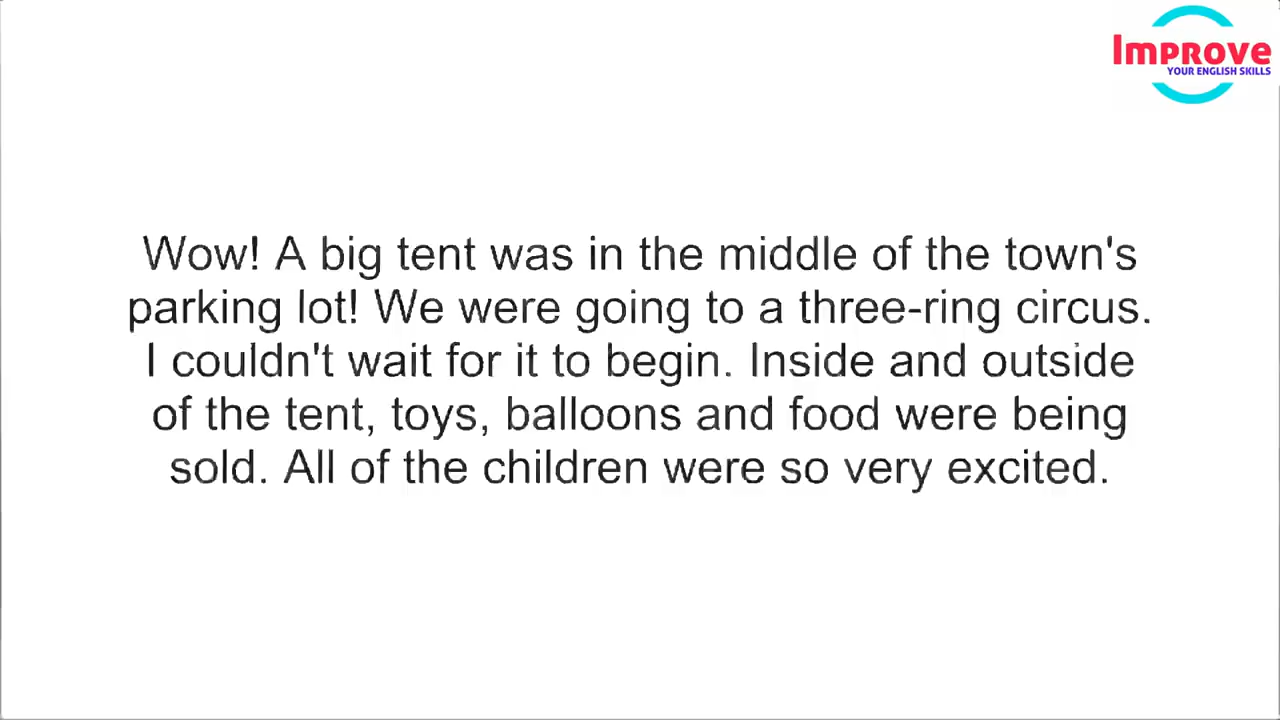 Improve
YOUR ENGLISH SKILLS
Wow! A big tent was in the middle of the town's
parking lot! We were going to a three-ring circus.
I couldn't wait for it to begin. Inside and outside
of the tent, toys, balloons and food were being
sold. All of the children were so very excited.